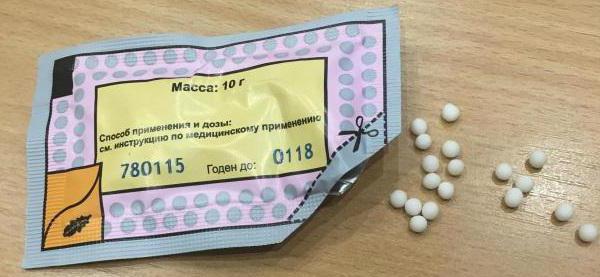 Масса: 10 г
Способ применения и дозы:
см. инструкцию по медицинскому применению
780115 Годен до: 0118